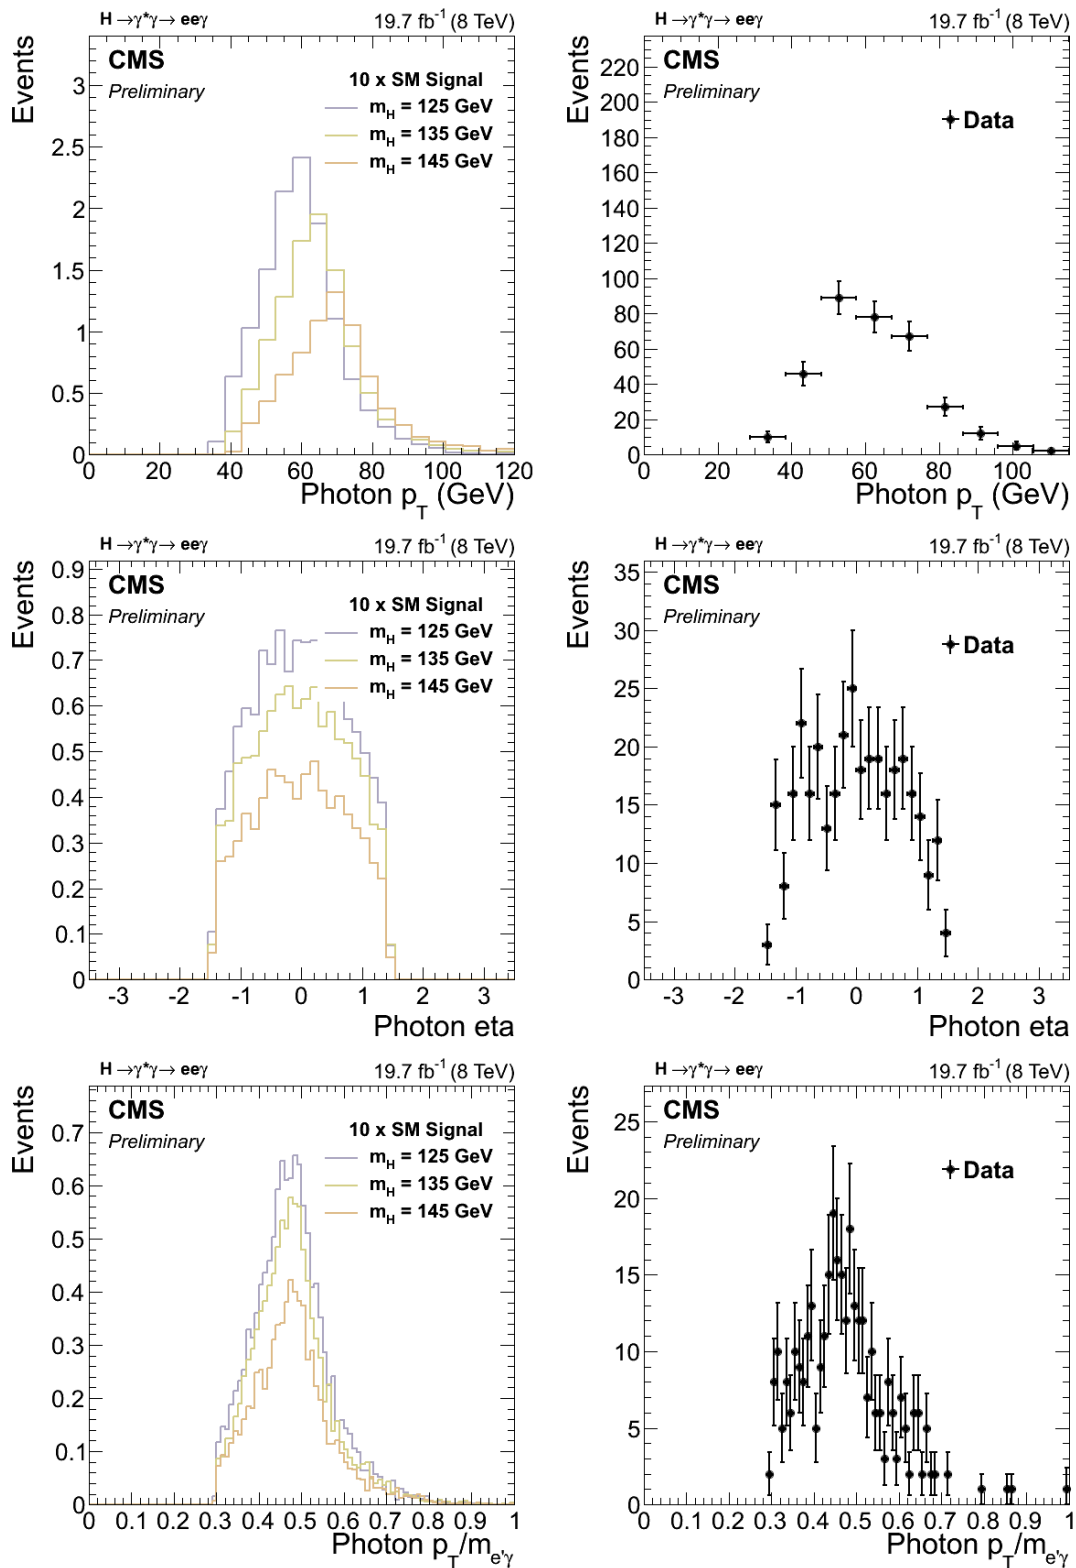 H →γ*γ→ eeγ 19.7 fb⁻¹ (8 TeV)
CMS
Preliminary
Events
10 x SM Signal
m_H = 125 GeV
m_H = 135 GeV
m_H = 145 GeV
3
2.5
2
1.5
1
0.5
0
0 20 40 60 80 100 120
Photon p_T (GeV)
H →γ*γ→ eeγ 19.7 fb⁻¹ (8 TeV)
CMS
Preliminary
Events
Data
220
200
180
160
140
120
100
80
60
40
20
0
0 20 40 60 80 100
Photon p_T (GeV)
H →γ*γ→ eeγ 19.7 fb⁻¹ (8 TeV)
CMS
Preliminary
Events
10 x SM Signal
m_H = 125 GeV
m_H = 135 GeV
m_H = 145 GeV
0.9
0.8
0.7
0.6
0.5
0.4
0.3
0.2
0.1
0
-3 -2 -1 0 1 2 3
Photon eta
H →γ*γ→ eeγ 19.7 fb⁻¹ (8 TeV)
CMS
Preliminary
Events
Data
35
30
25
20
15
10
5
0
-3 -2 -1 0 1 2 3
Photon eta
H →γ*γ→ eeγ 19.7 fb⁻¹ (8 TeV)
CMS
Preliminary
Events
10 x SM Signal
m_H = 125 GeV
m_H = 135 GeV
m_H = 145 GeV
0.7
0.6
0.5
0.4
0.3
0.2
0.1
0
0 0.1 0.2 0.3 0.4 0.5 0.6 0.7 0.8 0.9 1
Photon p_T/m_e'γ
H →γ*γ→ eeγ 19.7 fb⁻¹ (8 TeV)
CMS
Preliminary
Events
Data
25
20
15
10
5
0
0 0.1 0.2 0.3 0.4 0.5 0.6 0.7 0.8 0.9 1
Photon p_T/m_e'γ